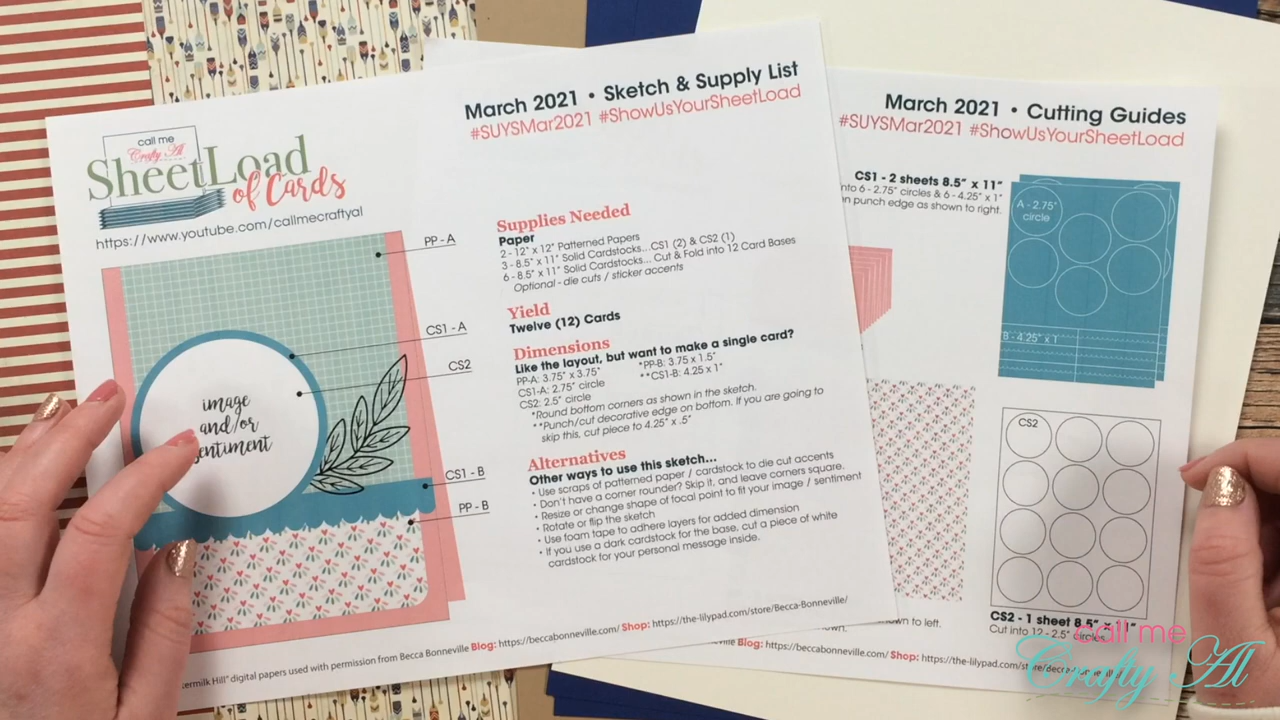 March 2021 • Sketch & Supply List
#SUYSMar2021 #ShowUsYourSheetLoad
call me
Crafty Al
SheetLoad
of Cards
https://www.youtube.com/callmecraftyal
PP - A
CS1 - A
CS2
image
and/or
sentiment
CS1 - B
PP - B
Supplies Needed
Paper
2 - 12" x 12" Patterned Papers
3 - 8.5" x 11" Solid Cardstocks...CS1 (2) & CS2 (1)
6 - 8.5" x 11" Solid Cardstocks... Cut & Fold into 12 Card Bases
Optional - die cuts / sticker accents
Yield
Twelve (12) Cards
Dimensions
Like the layout, but want to make a single card?
PP-A: 3.75" x 3.75" *PP-B: 3.75 x 1.5"
CS1-A: 2.75" circle **CS1-B: 4.25 x 1"
CS2: 2.5" circle
*Round bottom corners as shown in the sketch.
**Punch/cut decorative edge on bottom. If you are going to
skip this, cut piece to 4.25" x .5"
Alternatives
Other ways to use this sketch...
• Use scraps of patterned paper / cardstock to die cut accents
• Don't have a corner rounder? Skip it, and leave corners square.
• Resize or change shape of focal point to fit your image / sentiment
• Rotate or flip the sketch
• Use foam tape to adhere layers for added dimension
• If you use a dark cardstock for the base, cut a piece of white
cardstock for your personal message inside.
Hill" digital papers used with permission from Becca Bonneville Blog: https://beccabonneville.com/ Shop: https://the-lilypad.com/store/Becca-Bonneville/
March 2021 • Cutting Guides
#SUYSMar2021 #ShowUsYourSheetLoad
CS1 - 2 sheets 8.5" x 11"
into 6 - 2.75" circles & 6 - 4.25" x 1"
punch edge as shown to right.
A - 2.75"
circle
B - 4.25" x 1
CS2
CS2 - 1 sheet 8.5" x 11"
Cut into 12 - 2.5" circles
shown to left.
Blog: https://beccabonneville.com/ Shop: https://the-lilypad.com/store/Becca-Bonneville/
call me
Crafty Al